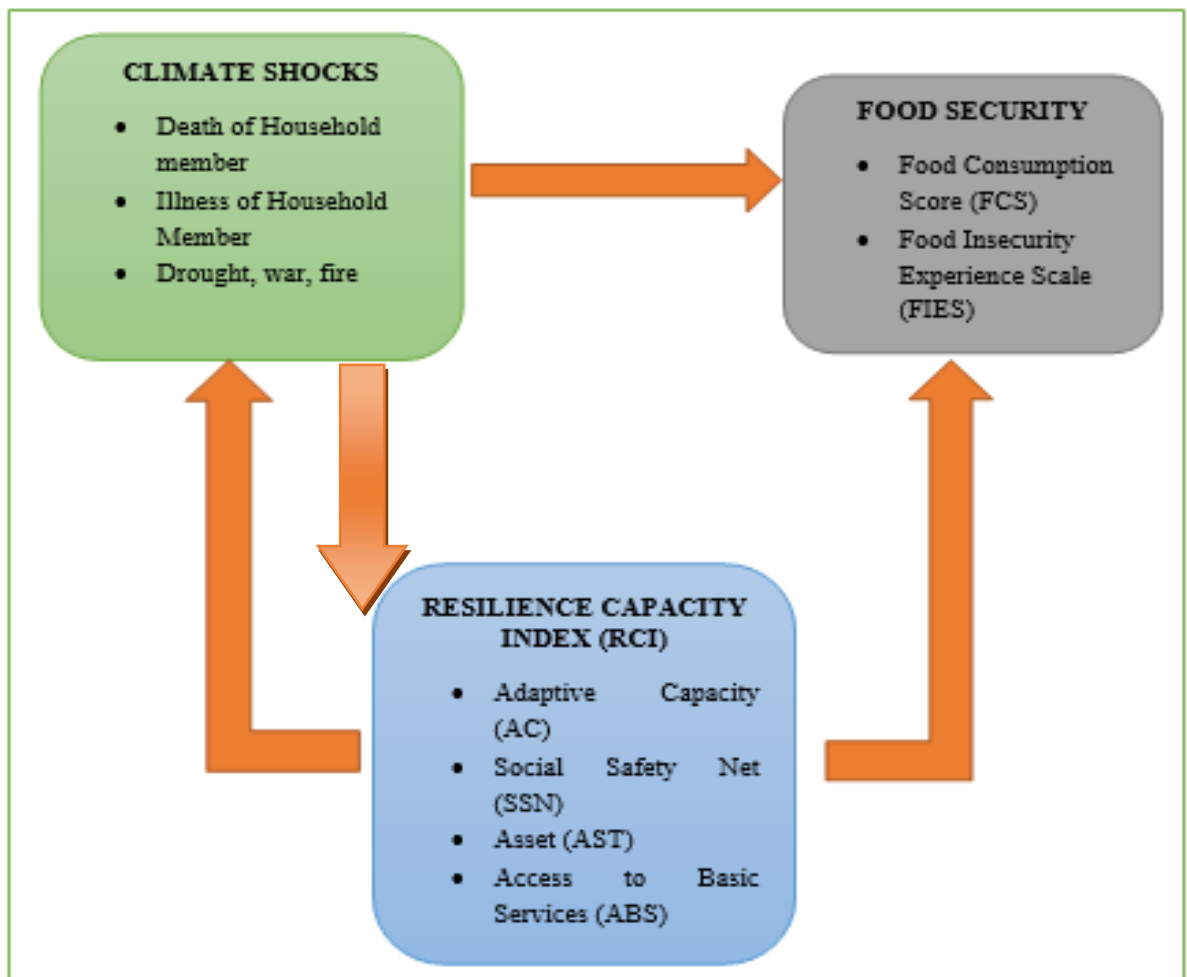 CLIMATE SHOCKS
• Death of Household
member
• Illness of Household
Member
• Drought, war, fire
FOOD SECURITY
• Food Consumption
Score (FCS)
• Food Insecurity
Experience Scale
(FIES)
RESILIENCE CAPACITY
INDEX (RCI)
• Adaptive Capacity
(AC)
• Social Safety Net
(SSN)
• Asset (AST)
• Access to Basic
Services (ABS)